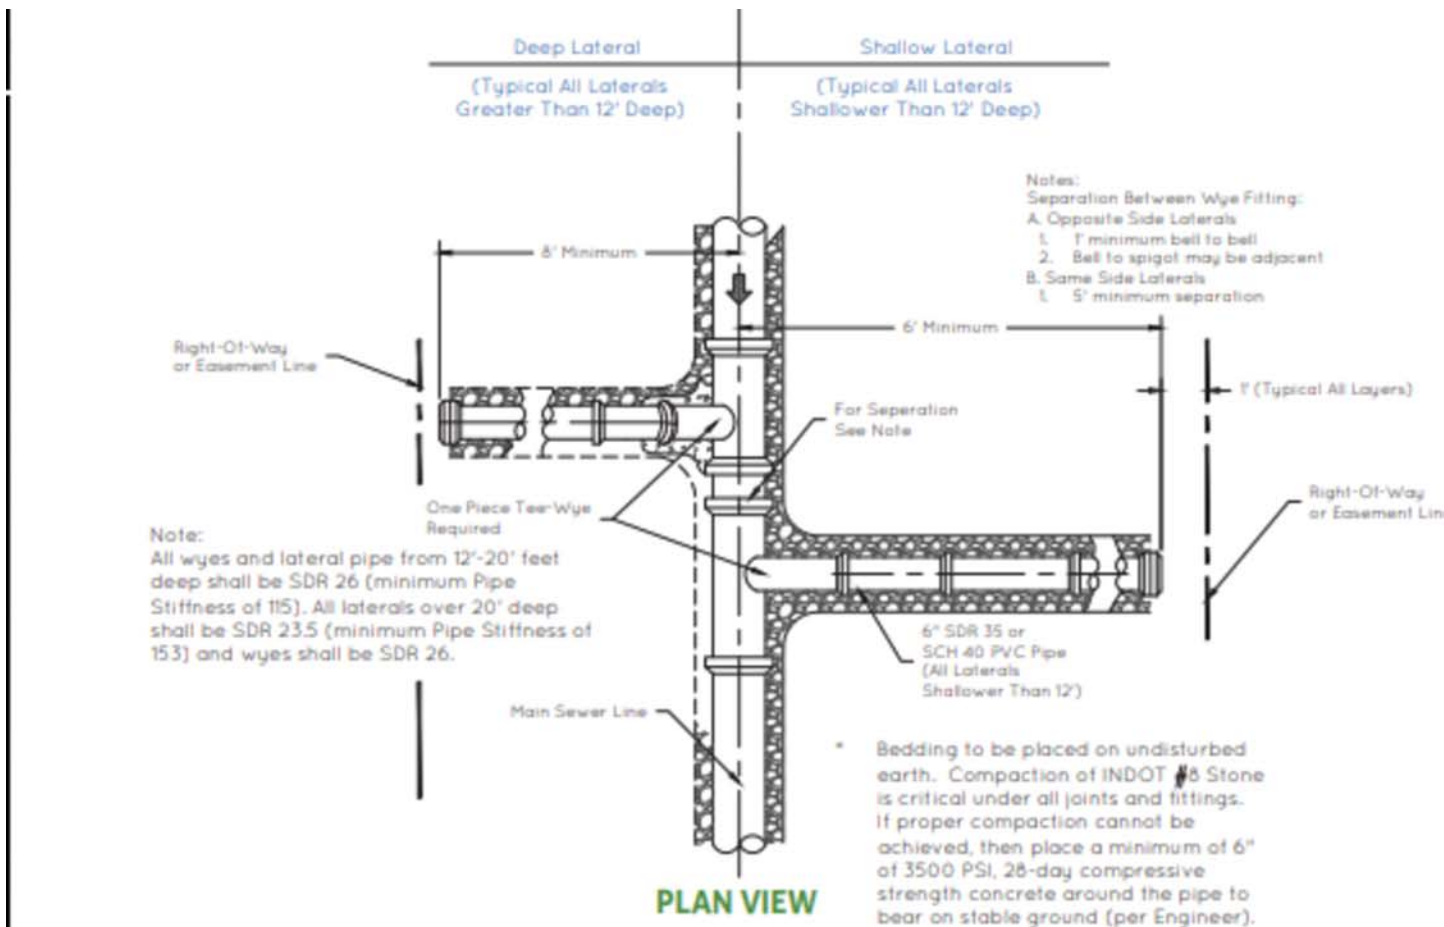 Deep Lateral
(Typical All Laterals
Greater Than 12' Deep)
Shallow Lateral
(Typical All Laterals
Shallower Than 12' Deep)
Notes:
Separation Between Wye Fitting:
A. Opposite Side Laterals
1. 1' minimum bell to bell
2. Bell to spigot may be adjacent
B. Same Side Laterals
1. 5' minimum separation
8' Minimum
6' Minimum
Right-Of-Way
or Easement Line
1' (Typical All Layers)
For Seperation
See Note
One Piece Tee-Wye
Required
Right-Of-Way
or Easement Lin
Note:
All wyes and lateral pipe from 12'-20' feet
deep shall be SDR 26 (minimum Pipe
Stiffness of 115). All laterals over 20' deep
shall be SDR 23.5 (minimum Pipe Stiffness of
153) and wyes shall be SDR 26.
6" SDR 35 or
SCH 40 PVC Pipe
(All Laterals
Shallower Than 12')
Main Sewer Line
* Bedding to be placed on undisturbed
earth. Compaction of INDOT #8 Stone
is critical under all joints and fittings.
If proper compaction cannot be
achieved, then place a minimum of 6"
of 3500 PSI, 28-day compressive
strength concrete around the pipe to
bear on stable ground (per Engineer).
PLAN VIEW